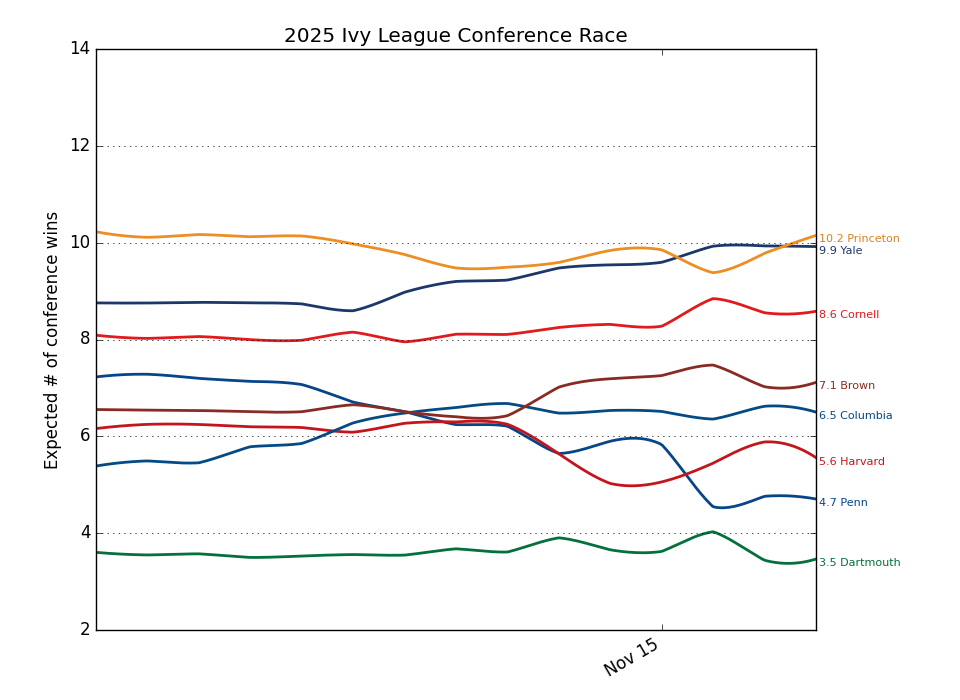 2025 Ivy League Conference Race
Expected # of conference wins
14
12
10
8
6
4
2
10.2 Princeton
9.9 Yale
8.6 Cornell
7.1 Brown
6.5 Columbia
5.6 Harvard
4.7 Penn
3.5 Dartmouth
Nov 15